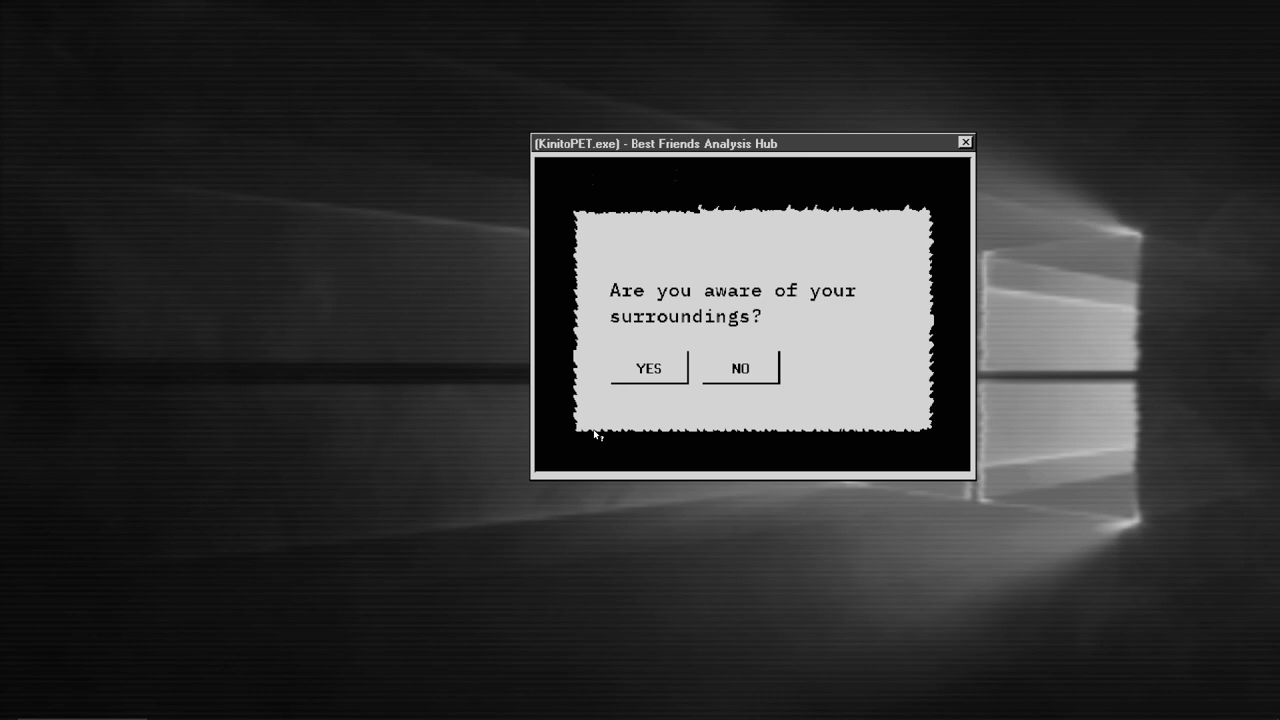 (KinitoPET.exe) - Best Friends Analysis Hub
Are you aware of your
surroundings?
YES NO